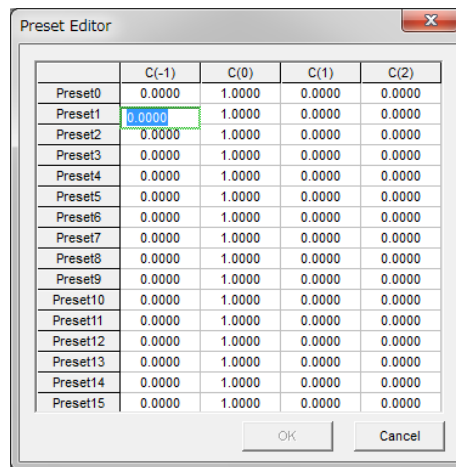 Preset Editor
x
C(-1) C(0) C(1) C(2)
Preset0 0.0000 1.0000 0.0000 0.0000
Preset1 0.0000 1.0000 0.0000 0.0000
Preset2 0.0000 1.0000 0.0000 0.0000
Preset3 0.0000 1.0000 0.0000 0.0000
Preset4 0.0000 1.0000 0.0000 0.0000
Preset5 0.0000 1.0000 0.0000 0.0000
Preset6 0.0000 1.0000 0.0000 0.0000
Preset7 0.0000 1.0000 0.0000 0.0000
Preset8 0.0000 1.0000 0.0000 0.0000
Preset9 0.0000 1.0000 0.0000 0.0000
Preset10 0.0000 1.0000 0.0000 0.0000
Preset11 0.0000 1.0000 0.0000 0.0000
Preset12 0.0000 1.0000 0.0000 0.0000
Preset13 0.0000 1.0000 0.0000 0.0000
Preset14 0.0000 1.0000 0.0000 0.0000
Preset15 0.0000 1.0000 0.0000 0.0000
OK Cancel